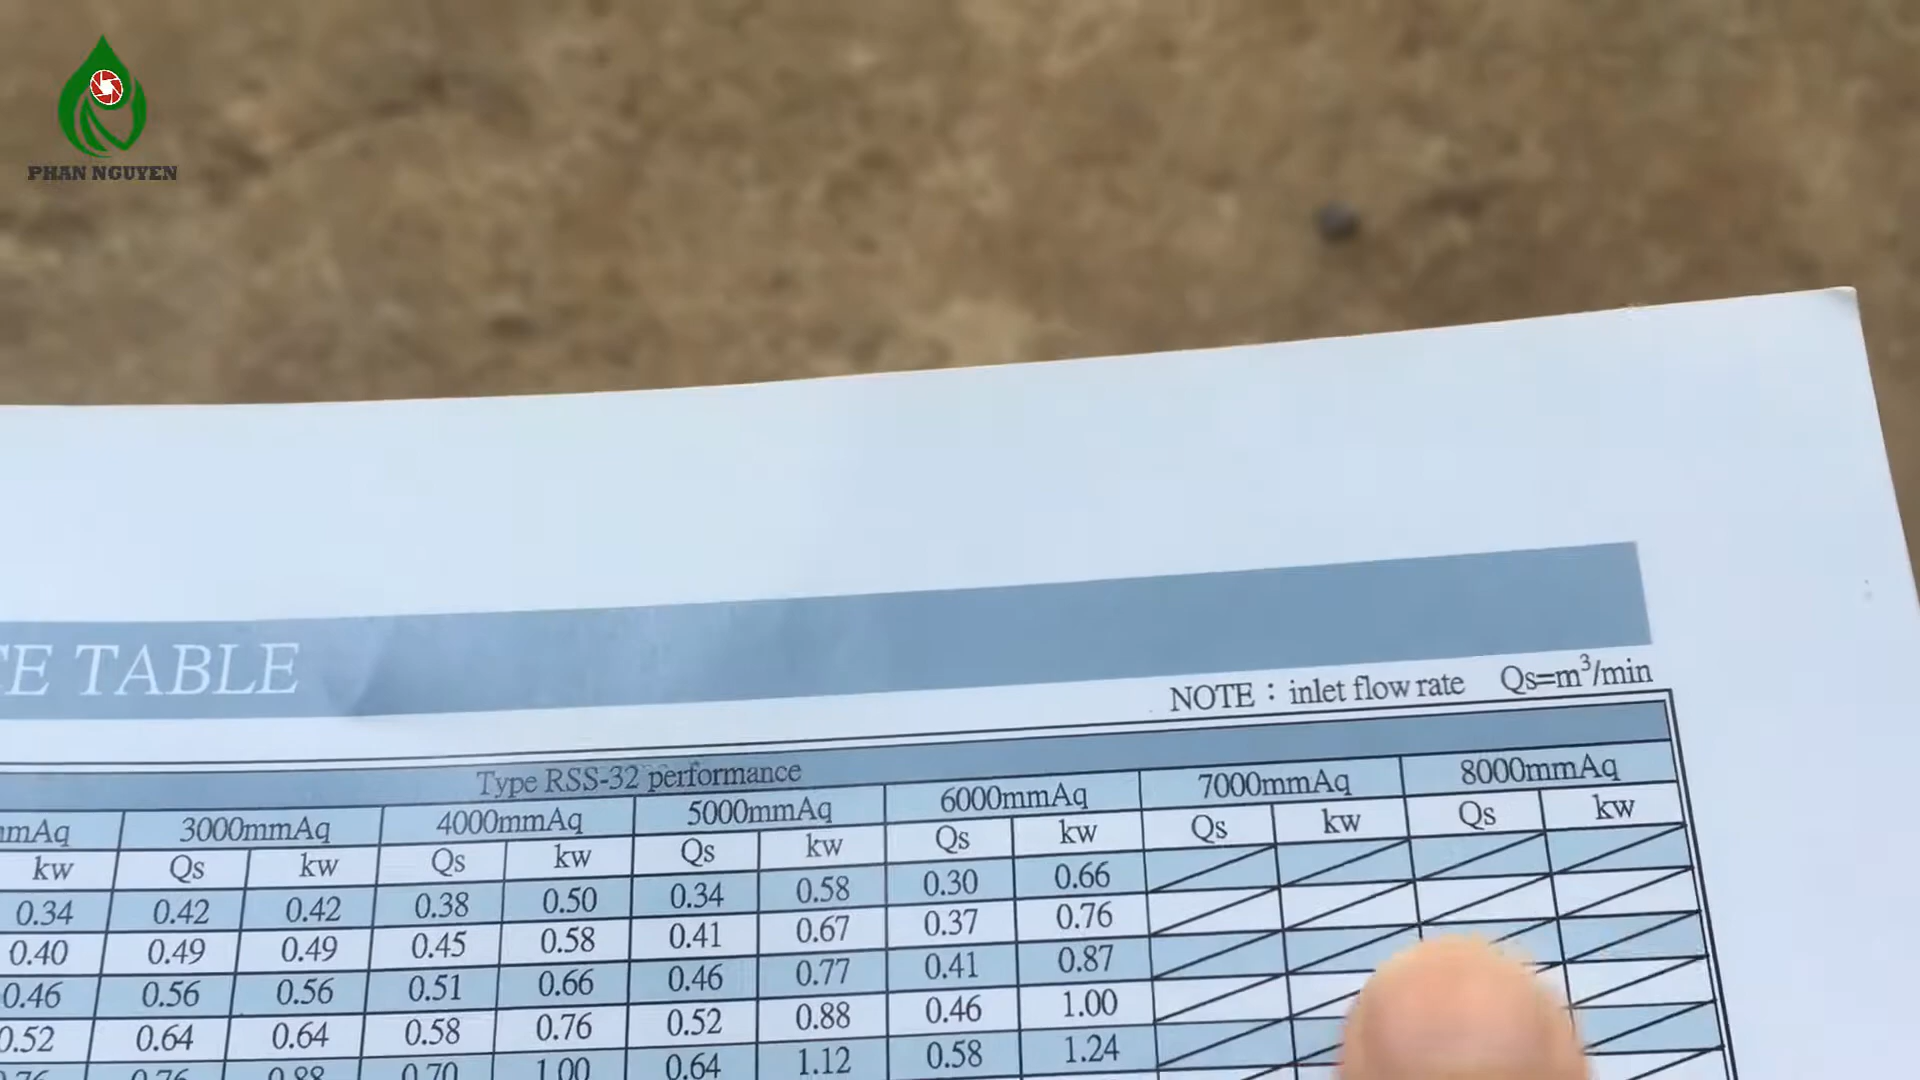 PHAN NGUYEN
CE TABLE
NOTE : inlet flow rate Qs=m³/min
Type RSS-32 performance
mmAq 3000mmAq 4000mmAq 5000mmAq 6000mmAq 7000mmAq 8000mmAq
kw Qs kw Qs kw Qs kw Qs kw Qs kw Qs kw
0.34 0.42 0.42 0.38 0.50 0.34 0.58 0.30 0.66
0.40 0.49 0.49 0.45 0.58 0.41 0.67 0.37 0.76
0.46 0.56 0.56 0.51 0.66 0.46 0.77 0.41 0.87
0.52 0.64 0.64 0.58 0.76 0.52 0.88 0.46 1.00
0.76 0.76 0.88 0.70 1.00 0.64 1.12 0.58 1.24